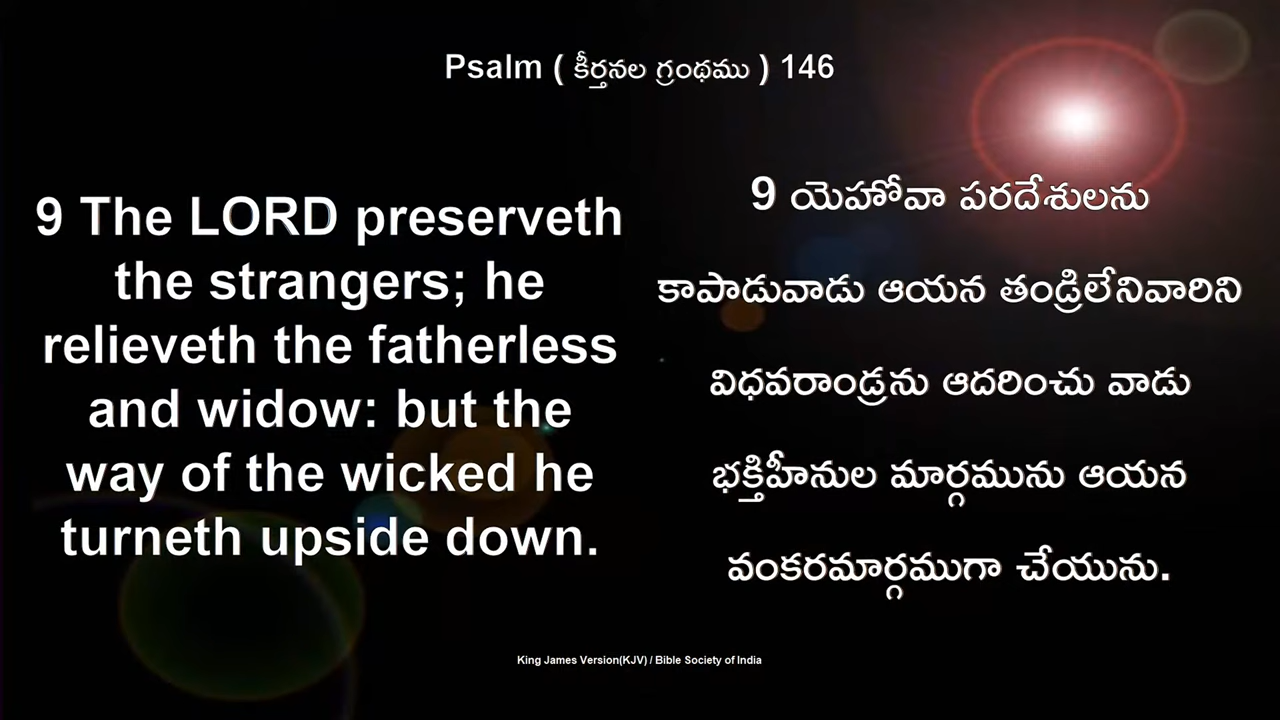 Psalm ( కీర్తనల గ్రంథము ) 146
9 The LORD preserveth
the strangers; he
relieveth the fatherless
and widow: but the
way of the wicked he
turneth upside down.
9 యెహోవా పరదేశులను
కాపాడువాడు ఆయన తండ్రిలేనివారిని
విధవరాండ్రను ఆదరించు వాడు
భక్తిహీనుల మార్గమును ఆయన
వంకరమార్గముగా చేయును.
King James Version(KJV) / Bible Society of India